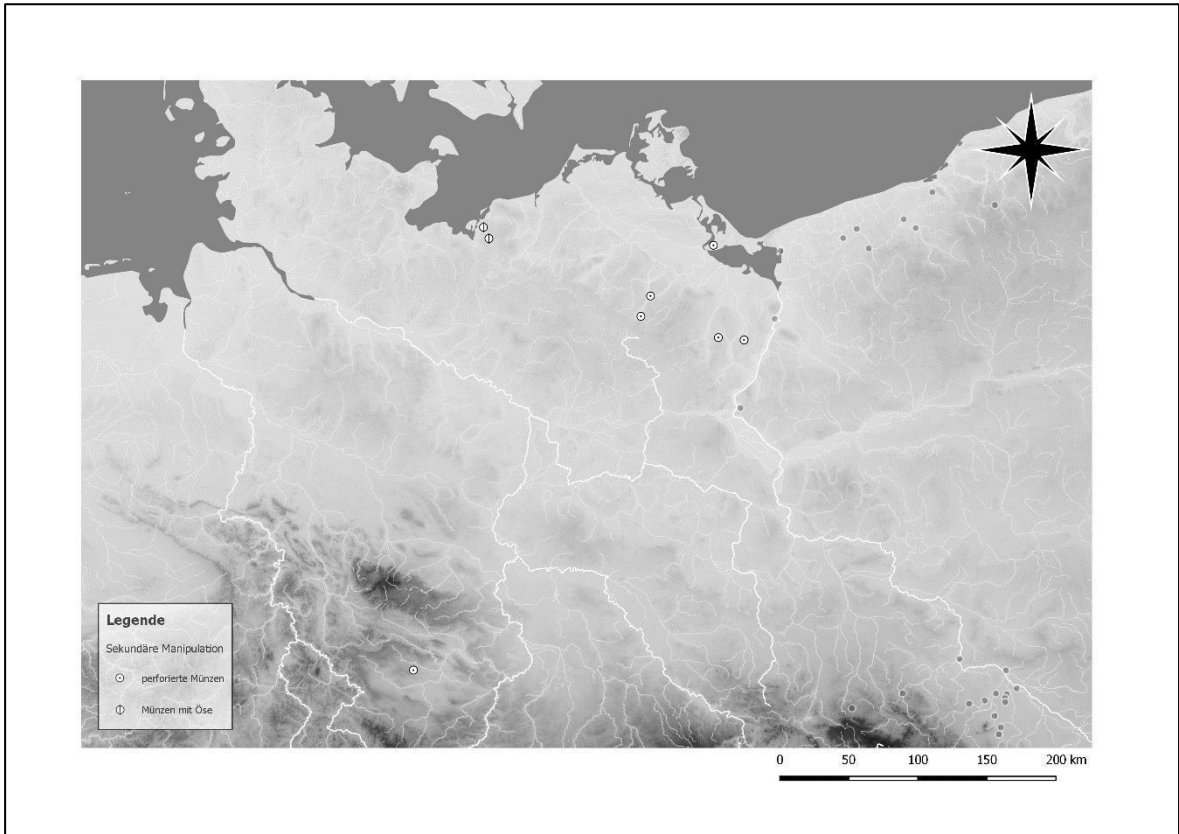 Legende
Sekundäre Manipulation
perforierte Münzen
Münzen mit Öse
0 50 100 150 200 km